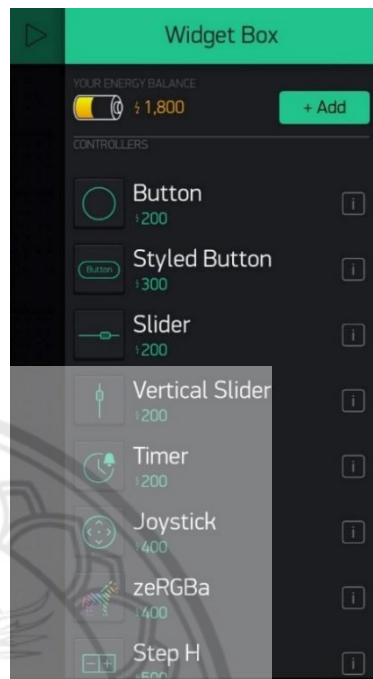 Widget Box
YOUR ENERGY BALANCE
1,800
+ Add
CONTROLLERS
Button
200
i
Button
Styled Button
300
i
Slider
200
i
Vertical Slider
200
i
Timer
200
i
Joystick
400
i
zeRGBa
400
i
Step H
500
i